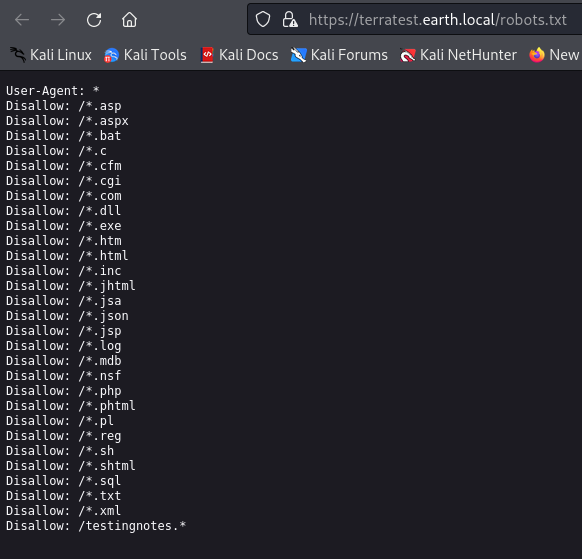 https://terratest.earth.local/robots.txt
Kali Linux Kali Tools Kali Docs Kali Forums Kali NetHunter New
User-Agent: *
Disallow: /*.asp
Disallow: /*.aspx
Disallow: /*.bat
Disallow: /*.c
Disallow: /*.cfm
Disallow: /*.cgi
Disallow: /*.com
Disallow: /*.dll
Disallow: /*.exe
Disallow: /*.htm
Disallow: /*.html
Disallow: /*.inc
Disallow: /*.jhtml
Disallow: /*.jsa
Disallow: /*.json
Disallow: /*.jsp
Disallow: /*.log
Disallow: /*.mdb
Disallow: /*.nsf
Disallow: /*.php
Disallow: /*.phtml
Disallow: /*.pl
Disallow: /*.reg
Disallow: /*.sh
Disallow: /*.shtml
Disallow: /*.sql
Disallow: /*.txt
Disallow: /*.xml
Disallow: /testingnotes.*